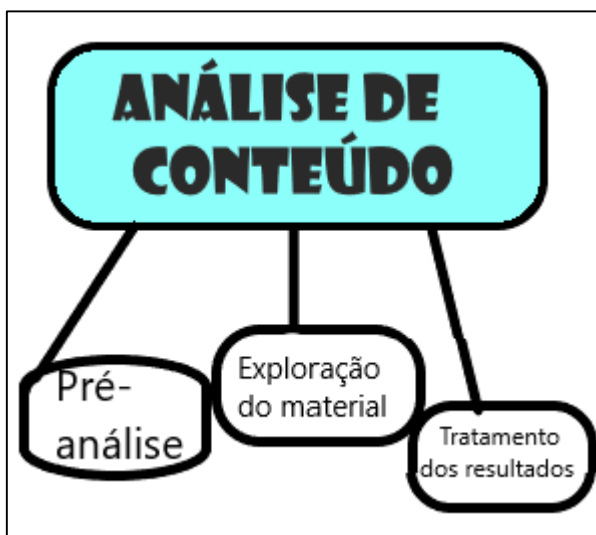 ANÁLISE DE
CONTEÚDO
Pré-
análise
Exploração
do material
Tratamento
dos resultados